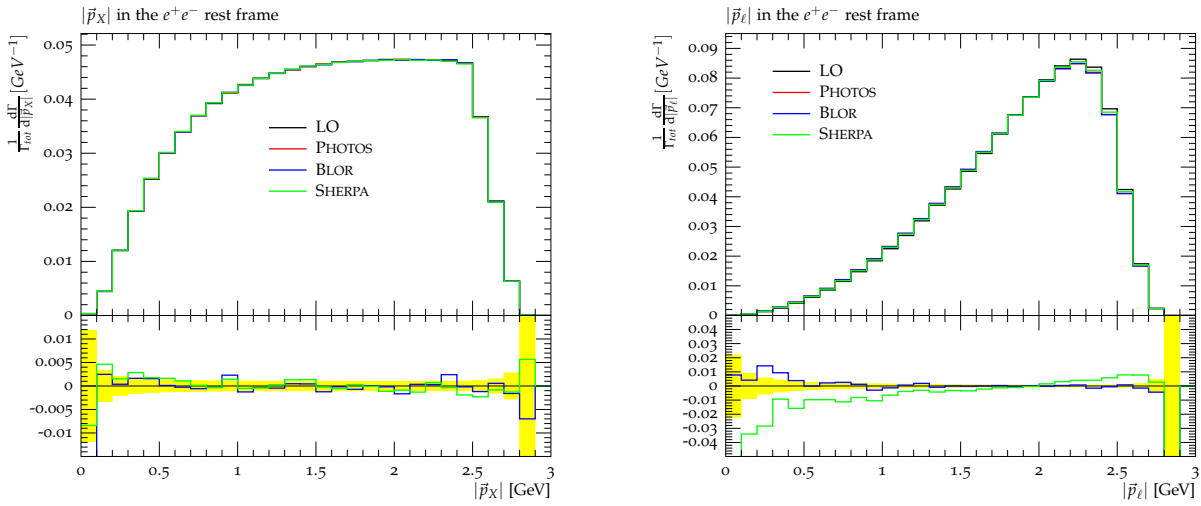 |p⃗_X| in the e⁺e⁻ rest frame
1/Γ_tot dΓ/d|p⃗_X| [GeV⁻¹]
0.05
0.04
0.03
0.02
0.01
0
LO
PHOTOS
BLOR
SHERPA
0.01
0.005
0
-0.005
-0.01
0 0.5 1 1.5 2 2.5 3
|p⃗_X| [GeV]
|p⃗_ℓ| in the e⁺e⁻ rest frame
1/Γ_tot dΓ/d|p⃗_ℓ| [GeV⁻¹]
0.09
0.08
0.07
0.06
0.05
0.04
0.03
0.02
0.01
0
LO
PHOTOS
BLOR
SHERPA
0.04
0.03
0.02
0.01
0
-0.01
-0.02
-0.03
-0.04
0 0.5 1 1.5 2 2.5 3
|p⃗_ℓ| [GeV]